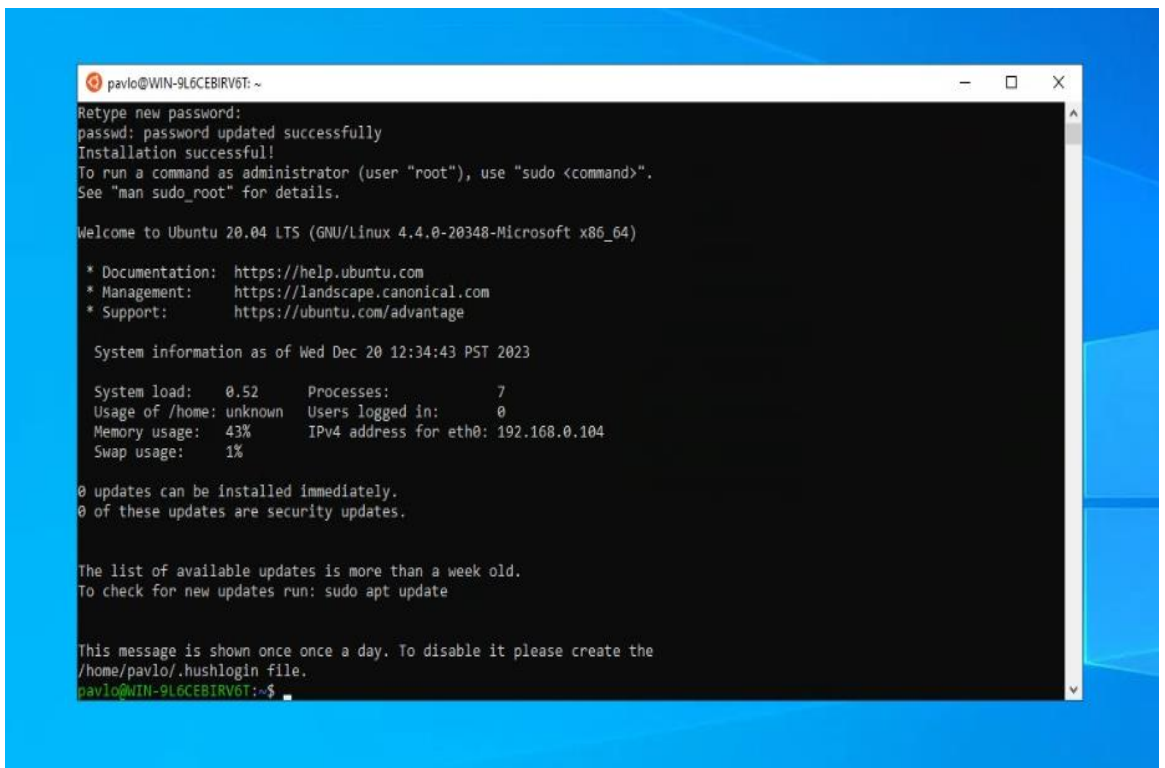 pavlo@WIN-9L6CEBIRV6T: ~
Retype new password:
passwd: password updated successfully
Installation successful!
To run a command as administrator (user "root"), use "sudo <command>".
See "man sudo_root" for details.
Welcome to Ubuntu 20.04 LTS (GNU/Linux 4.4.0-20348-Microsoft x86_64)
* Documentation: https://help.ubuntu.com
* Management: https://landscape.canonical.com
* Support: https://ubuntu.com/advantage
System information as of Wed Dec 20 12:34:43 PST 2023
System load: 0.52 Processes: 7
Usage of /home: unknown Users logged in: 0
Memory usage: 43% IPv4 address for eth0: 192.168.0.104
Swap usage: 1%
0 updates can be installed immediately.
0 of these updates are security updates.
The list of available updates is more than a week old.
To check for new updates run: sudo apt update
This message is shown once once a day. To disable it please create the
/home/pavlo/.hushlogin file.
pavlo@WIN-9L6CEBIRV6T:~$